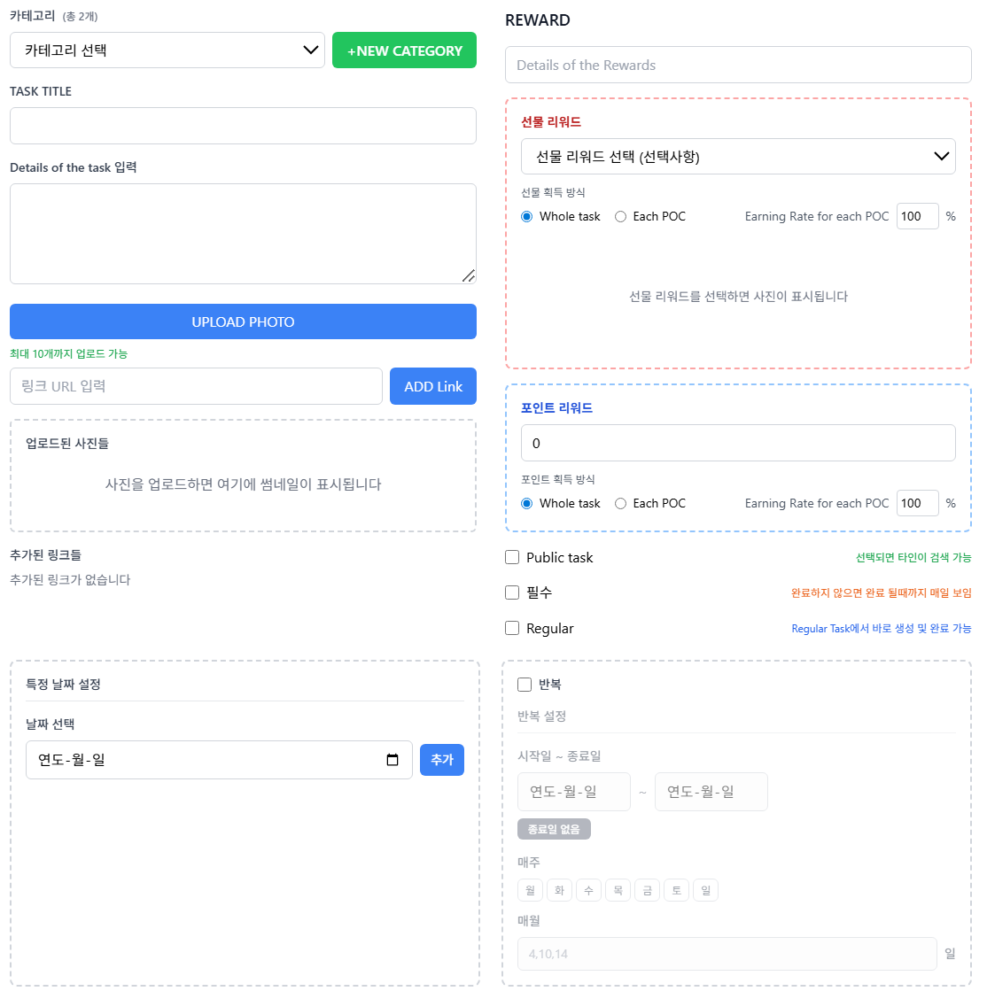 카테고리 (총 2개)
카테고리 선택
+NEW CATEGORY
TASK TITLE
Details of the task 입력
UPLOAD PHOTO
최대 10개까지 업로드 가능
링크 URL 입력
ADD Link
업로드된 사진들
사진을 업로드하면 여기에 썸네일이 표시됩니다
추가된 링크들
추가된 링크가 없습니다
REWARD
Details of the Rewards
선물 리워드
선물 리워드 선택 (선택사항)
선물 획득 방식
Whole task Each POC Earning Rate for each POC 100 %
선물 리워드를 선택하면 사진이 표시됩니다
포인트 리워드
0
포인트 획득 방식
Whole task Each POC Earning Rate for each POC 100 %
Public task 선택되면 타인이 검색 가능
필수 완료하지 않으면 완료 될때까지 매일 보임
Regular Regular Task에서 바로 생성 및 완료 가능
특정 날짜 설정
날짜 선택
연도-월-일
추가
반복
반복 설정
시작일 ~ 종료일
연도-월-일 ~ 연도-월-일
종료일 없음
매주
월 화 수 목 금 토 일
매월
4,10,14 일